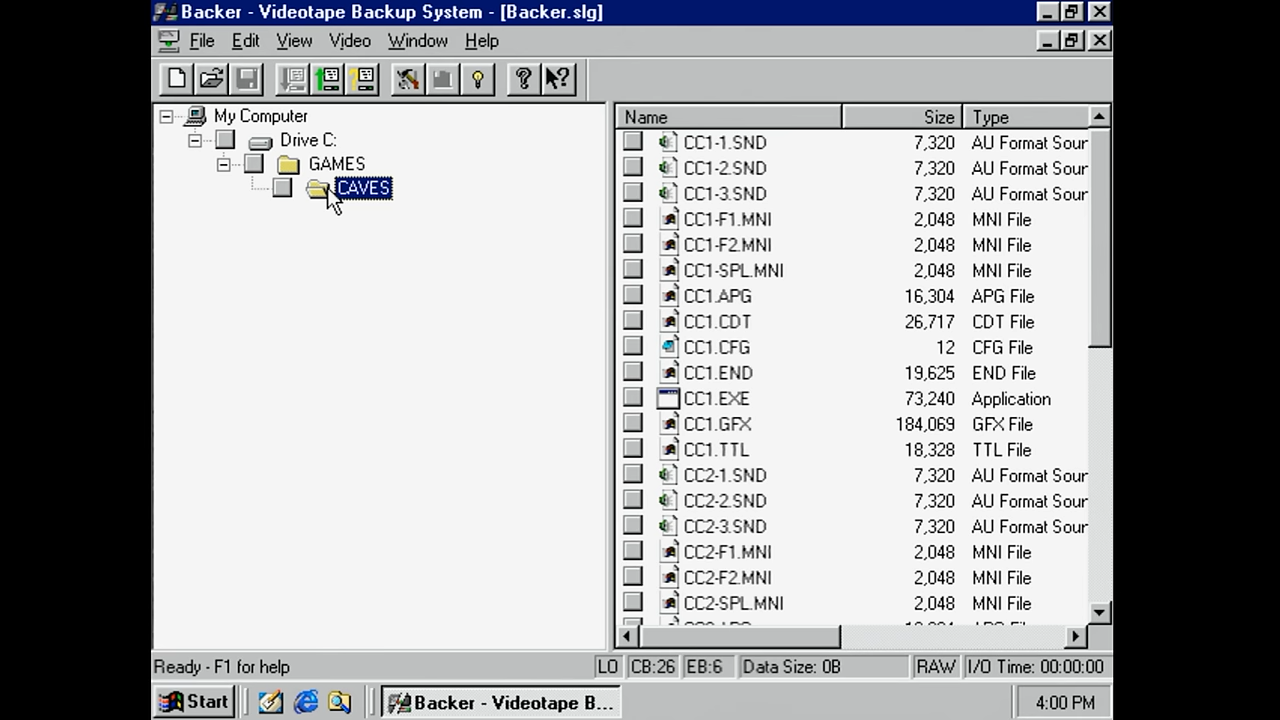 Backer - Videotape Backup System - [Backer.slg]
File Edit View Video Window Help
My Computer
Drive C:
GAMES
CAVES
Name Size Type
CC1-1.SND 7,320 AU Format Sour
CC1-2.SND 7,320 AU Format Sour
CC1-3.SND 7,320 AU Format Sour
CC1-F1.MNI 2,048 MNI File
CC1-F2.MNI 2,048 MNI File
CC1-SPL.MNI 2,048 MNI File
CC1.APG 16,304 APG File
CC1.CDT 26,717 CDT File
CC1.CFG 12 CFG File
CC1.END 19,625 END File
CC1.EXE 73,240 Application
CC1.GFX 184,069 GFX File
CC1.TTL 18,328 TTL File
CC2-1.SND 7,320 AU Format Sour
CC2-2.SND 7,320 AU Format Sour
CC2-3.SND 7,320 AU Format Sour
CC2-F1.MNI 2,048 MNI File
CC2-F2.MNI 2,048 MNI File
CC2-SPL.MNI 2,048 MNI File
Ready - F1 for help LO CB:26 EB:6 Data Size: 0B RAW I/O Time: 00:00:00
Start Backer - Videotape B... 4:00 PM